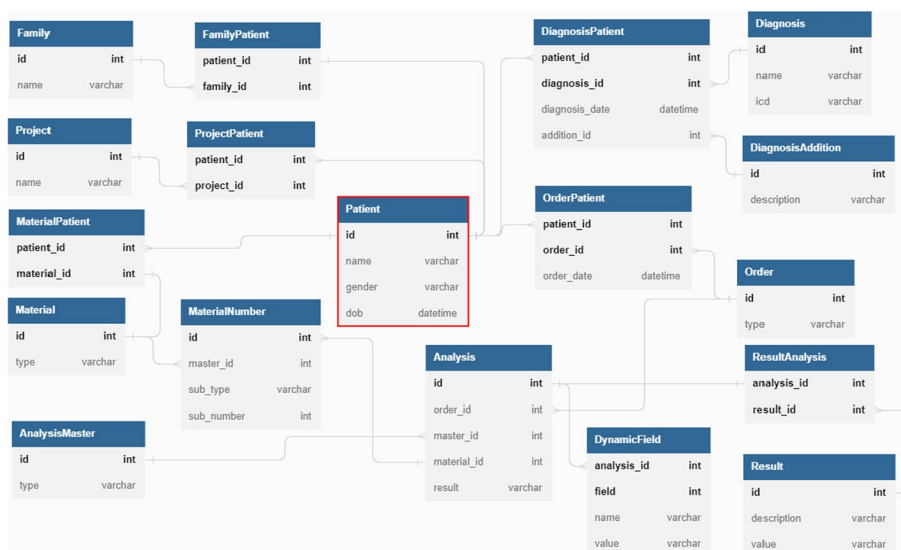 Family
id int
name varchar
FamilyPatient
patient_id int
family_id int
DiagnosisPatient
patient_id int
diagnosis_id int
diagnosis_date datetime
addition_id int
Diagnosis
id int
name varchar
icd varchar
Project
id int
name varchar
ProjectPatient
patient_id int
project_id int
DiagnosisAddition
id int
description varchar
MaterialPatient
patient_id int
material_id int
Patient
id int
name varchar
gender varchar
dob datetime
OrderPatient
patient_id int
order_id int
order_date datetime
Order
id int
type varchar
Material
id int
type varchar
MaterialNumber
id int
master_id int
sub_type varchar
sub_number int
Analysis
id int
order_id int
master_id int
material_id int
result varchar
ResultAnalysis
analysis_id int
result_id int
AnalysisMaster
id int
type varchar
DynamicField
analysis_id int
field int
name varchar
value varchar
Result
id int
description varchar
value varchar